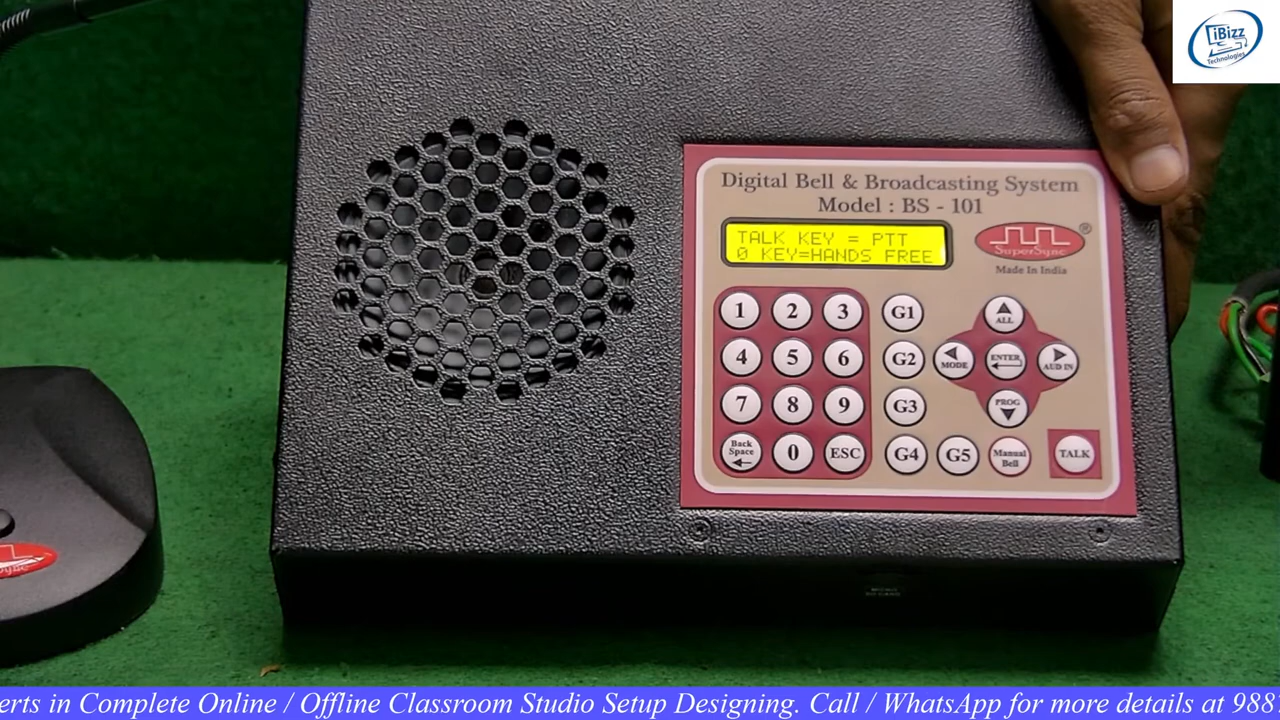 iBizz
Technologies
Digital Bell & Broadcasting System
Model : BS - 101
TALK KEY = PTT
0 KEY=HANDS FREE
SuperSync ®
Made In India
1 2 3 G1 ALL
4 5 6 G2 MODE ENTER AUD IN
7 8 9 G3 PROG
Back Space 0 ESC G4 G5 Manual Bell TALK
erts in Complete Online / Offline Classroom Studio Setup Designing. Call / WhatsApp for more details at 988